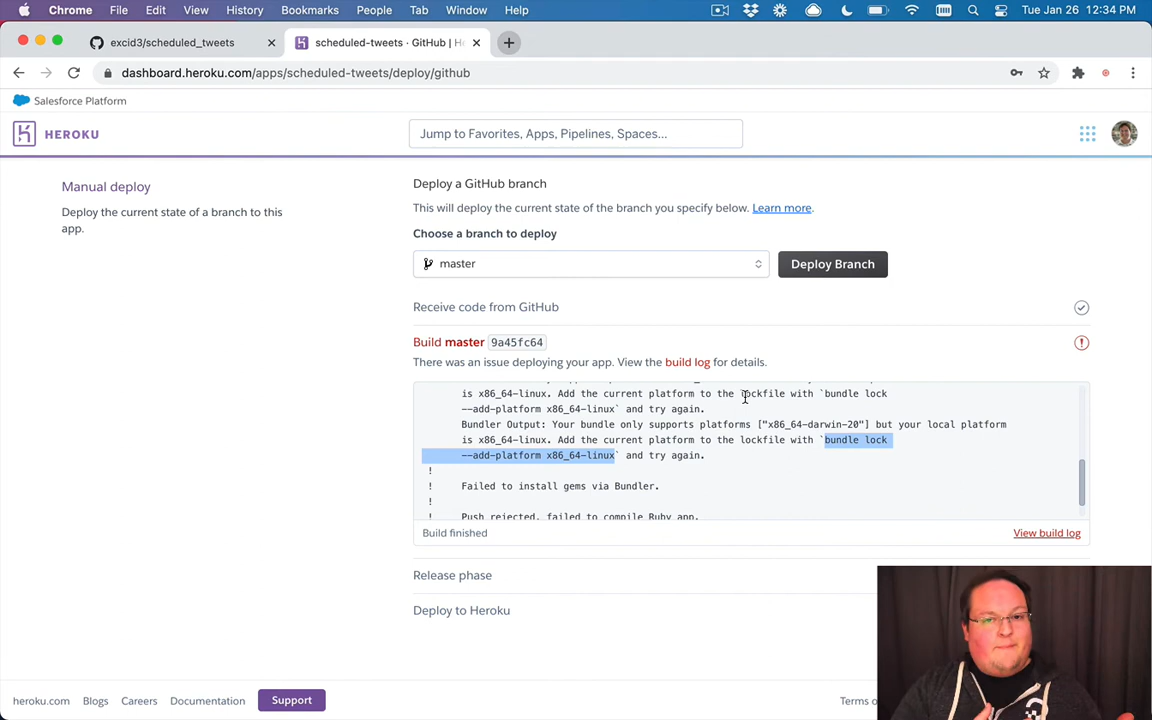 Chrome File Edit View History Bookmarks People Tab Window Help Tue Jan 26 12:34 PM
excid3/scheduled_tweets
scheduled-tweets · GitHub | He
dashboard.heroku.com/apps/scheduled-tweets/deploy/github
Salesforce Platform
HEROKU
Jump to Favorites, Apps, Pipelines, Spaces...
Manual deploy
Deploy the current state of a branch to this
app.
Deploy a GitHub branch
This will deploy the current state of the branch you specify below. Learn more.
Choose a branch to deploy
master
Deploy Branch
Receive code from GitHub
Build master 9a45fc64
There was an issue deploying your app. View the build log for details.
is x86_64-linux. Add the current platform to the lockfile with `bundle lock
--add-platform x86_64-linux` and try again.
Bundler Output: Your bundle only supports platforms ["x86_64-darwin-20"] but your local platform
is x86_64-linux. Add the current platform to the lockfile with `bundle lock
--add-platform x86_64-linux` and try again.
!
! Failed to install gems via Bundler.
!
! Push rejected, failed to compile Ruby app.
Build finished
View build log
Release phase
Deploy to Heroku
heroku.com Blogs Careers Documentation Support Terms o